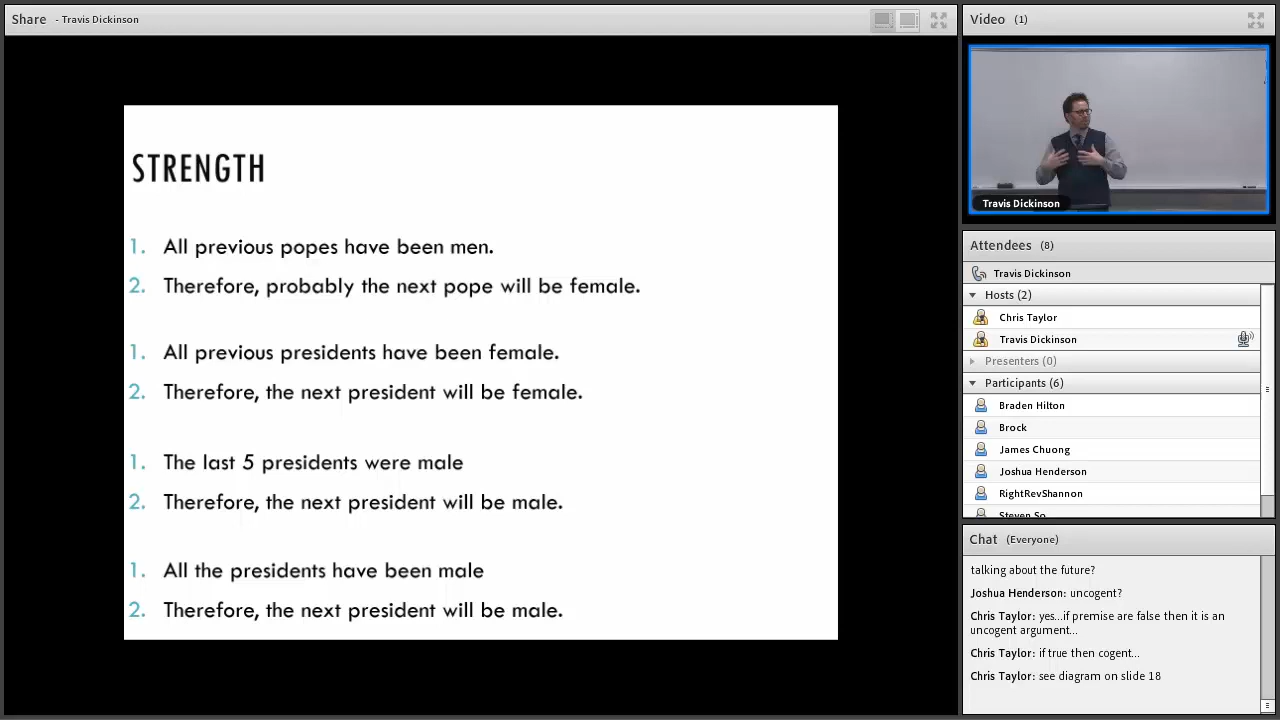 Share - Travis Dickinson
STRENGTH
1. All previous popes have been men.
2. Therefore, probably the next pope will be female.
1. All previous presidents have been female.
2. Therefore, the next president will be female.
1. The last 5 presidents were male
2. Therefore, the next president will be male.
1. All the presidents have been male
2. Therefore, the next president will be male.
Video (1)
Travis Dickinson
Attendees (8)
Travis Dickinson
Hosts (2)
Chris Taylor
Travis Dickinson
Presenters (0)
Participants (6)
Braden Hilton
Brock
James Chuong
Joshua Henderson
RightRevShannon
Steven So
Chat (Everyone)
talking about the future?
Joshua Henderson: uncogent?
Chris Taylor: yes...if premise are false then it is an
uncogent argument...
Chris Taylor: if true then cogent...
Chris Taylor: see diagram on slide 18